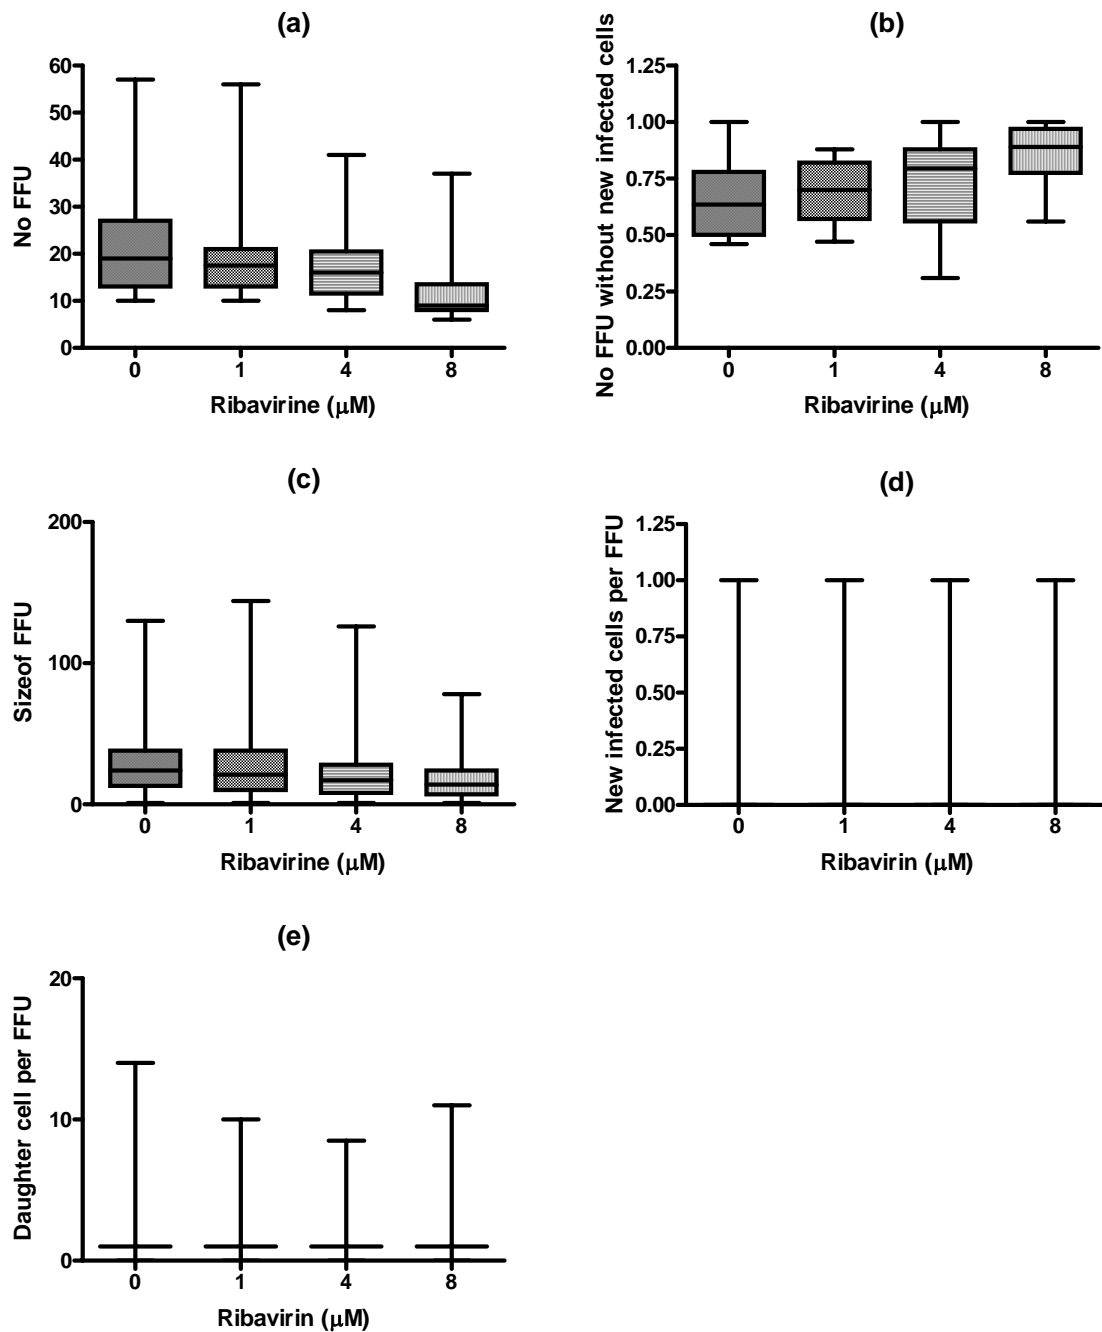 (a)
No FFU
60
50
40
30
20
10
0
0 1 4 8
Ribavirine (μM)
(b)
No FFU without new infected cells
1.25
1.00
0.75
0.50
0.25
0.00
0 1 4 8
Ribavirine (μM)
(c)
Sizeof FFU
200
100
0
0 1 4 8
Ribavirine (μM)
(d)
New infected cells per FFU
1.25
1.00
0.75
0.50
0.25
0.00
0 1 4 8
Ribavirin (μM)
(e)
Daughter cell per FFU
20
10
0
0 1 4 8
Ribavirin (μM)